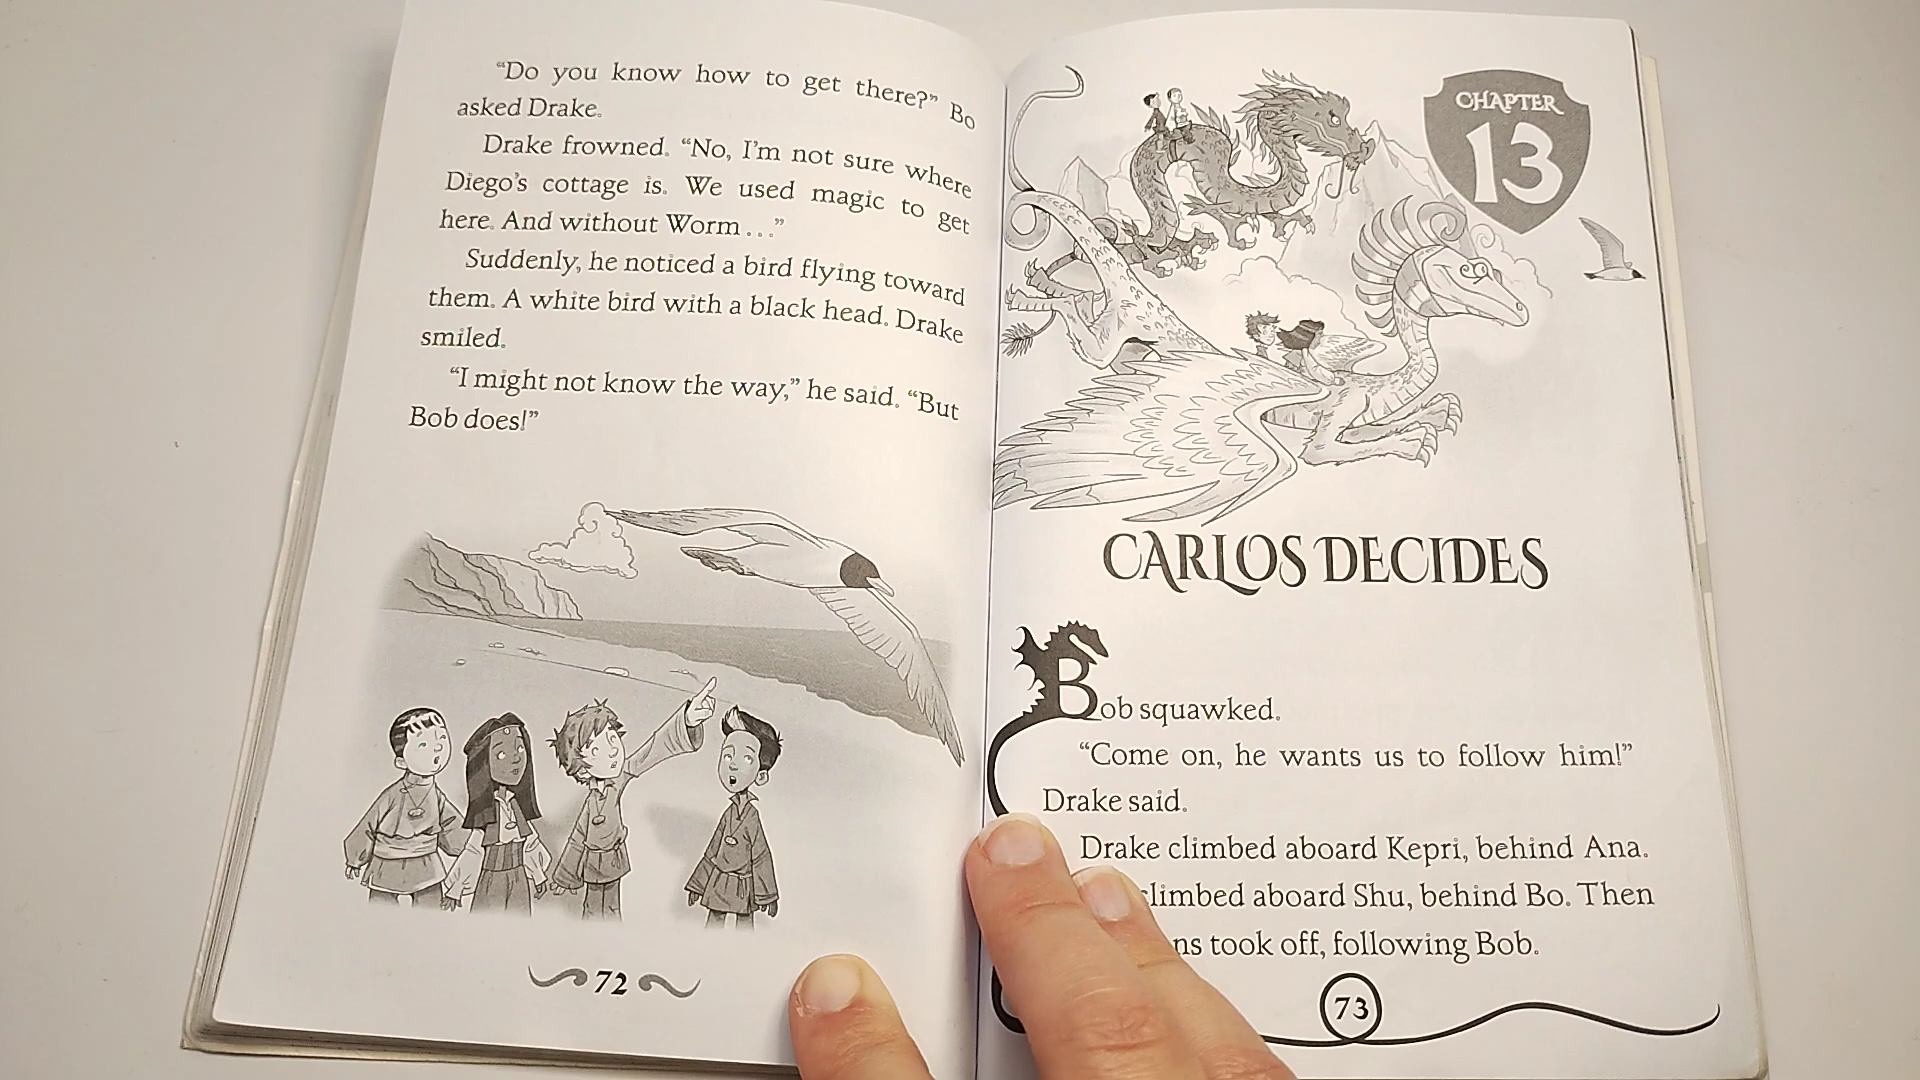 “Do you know how to get there?” Bo
asked Drake.
Drake frowned. “No, I’m not sure where
Diego’s cottage is. We used magic to get
here. And without Worm . . .”
Suddenly, he noticed a bird flying toward
them. A white bird with a black head. Drake
smiled.
“I might not know the way,” he said. “But
Bob does!”
72
CHAPTER
13
CARLOS DECIDES
Bob squawked.
“Come on, he wants us to follow him!”
Drake said.
Drake climbed aboard Kepri, behind Ana.
climbed aboard Shu, behind Bo. Then
took off, following Bob.
73